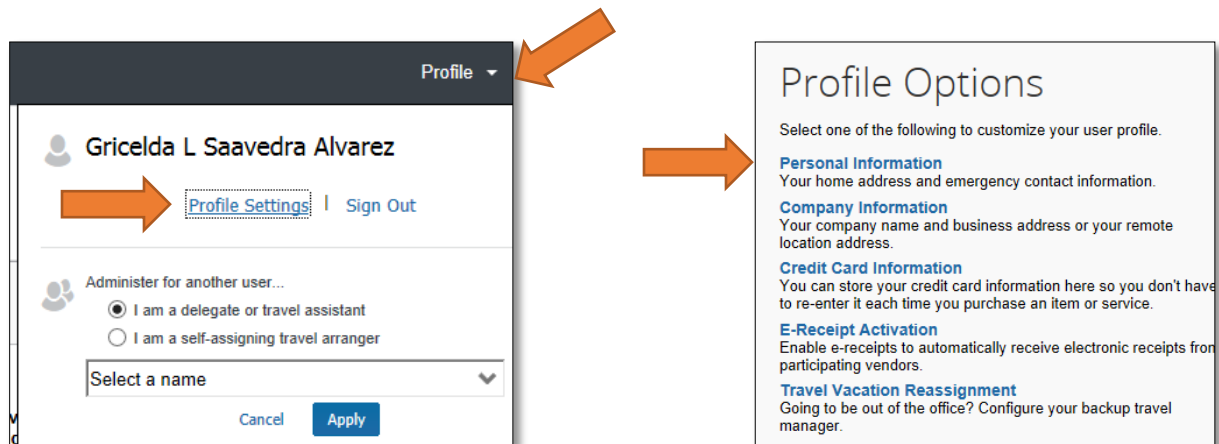 Profile
Gricelda L Saavedra Alvarez
Profile Settings | Sign Out
Administer for another user...
I am a delegate or travel assistant
I am a self-assigning travel arranger
Select a name
Cancel Apply
Profile Options
Select one of the following to customize your user profile.
Personal Information
Your home address and emergency contact information.
Company Information
Your company name and business address or your remote
location address.
Credit Card Information
You can store your credit card information here so you don't have
to re-enter it each time you purchase an item or service.
E-Receipt Activation
Enable e-receipts to automatically receive electronic receipts from
participating vendors.
Travel Vacation Reassignment
Going to be out of the office? Configure your backup travel
manager.